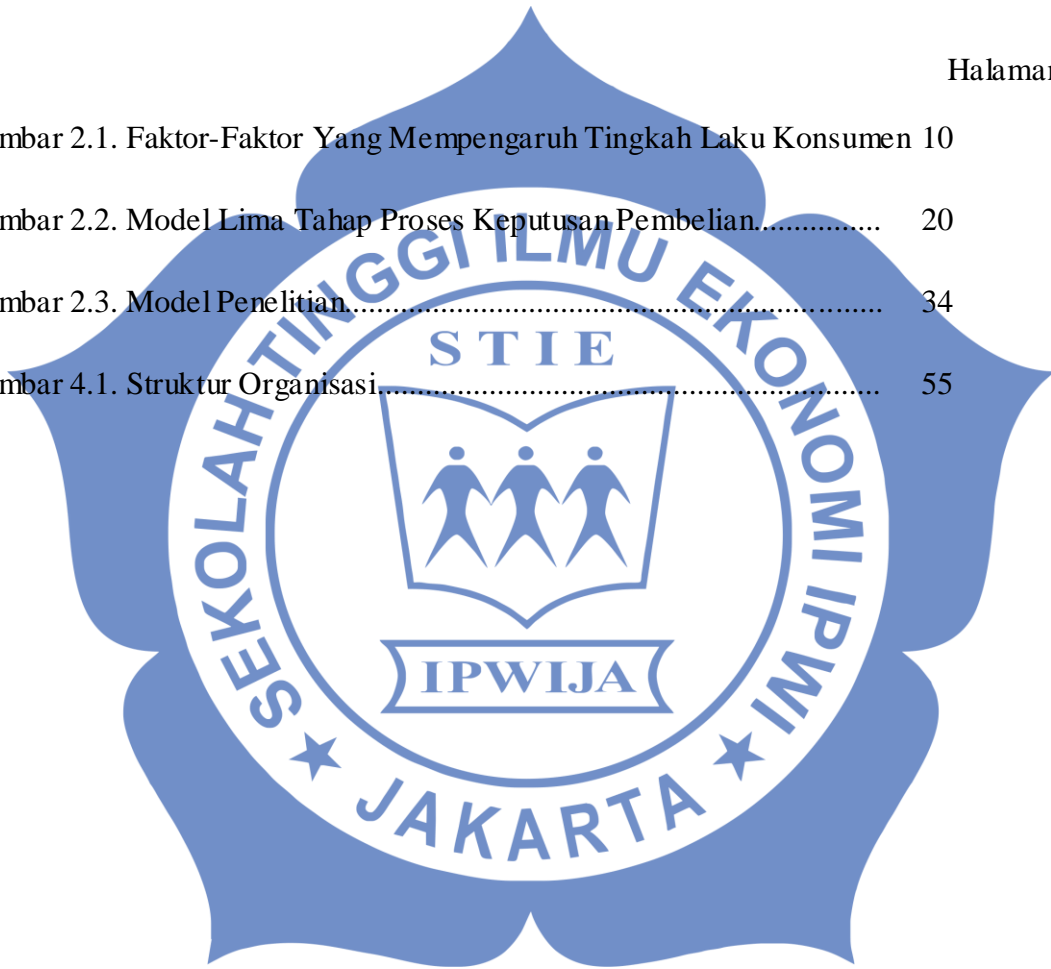 Halaman
mbar 2.1. Faktor-Faktor Yang Mempengaruh Tingkah Laku Konsumen 10
mbar 2.2. Model Lima Tahap Proses Keputusan Pembelian................ 20
mbar 2.3. Model Penelitian..................................................................... 34
mbar 4.1. Struktur Organisasi................................................................ 55
SEKOLAH TINGGI ILMU EKONOMI IPWI
STIE
IPWIJA
★ JAKARTA ★